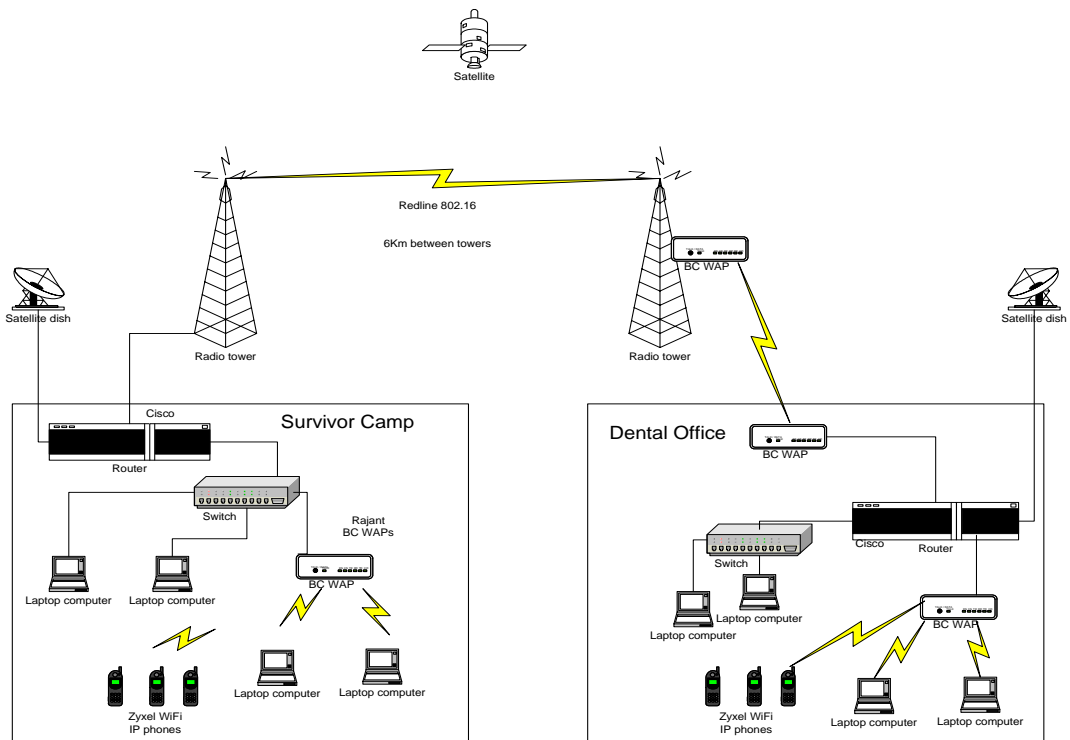 Satellite
Redline 802.16
6Km between towers
BC WAP
Satellite dish
Satellite dish
Radio tower
Radio tower
Cisco
Survivor Camp
Dental Office
BC WAP
Router
Switch
Rajant
BC WAPs
Cisco
Router
Switch
BC WAP
Laptop computer
Laptop computer
Laptop computer
Laptop computer
BC WAP
Laptop computer
Laptop computer
Zyxel WiFi
IP phones
Zyxel WiFi
IP phones
Laptop computer
Laptop computer